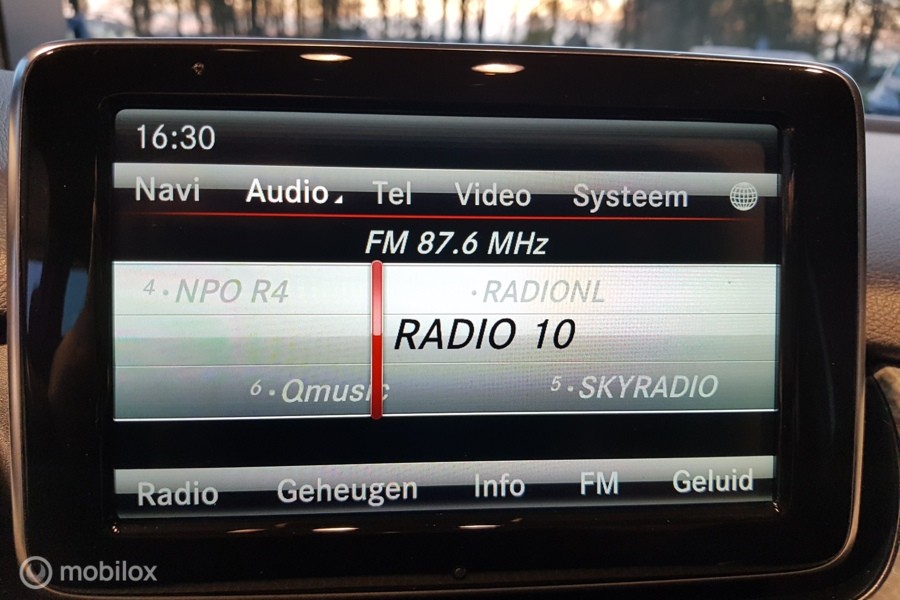 16:30
Navi Audio Tel Video Systeem
FM 87.6 MHz
4 · NPO R4 · RADIONL
RADIO 10
6 · Qmusic 5 · SKYRADIO
Radio Geheugen Info FM Geluid
mobilox